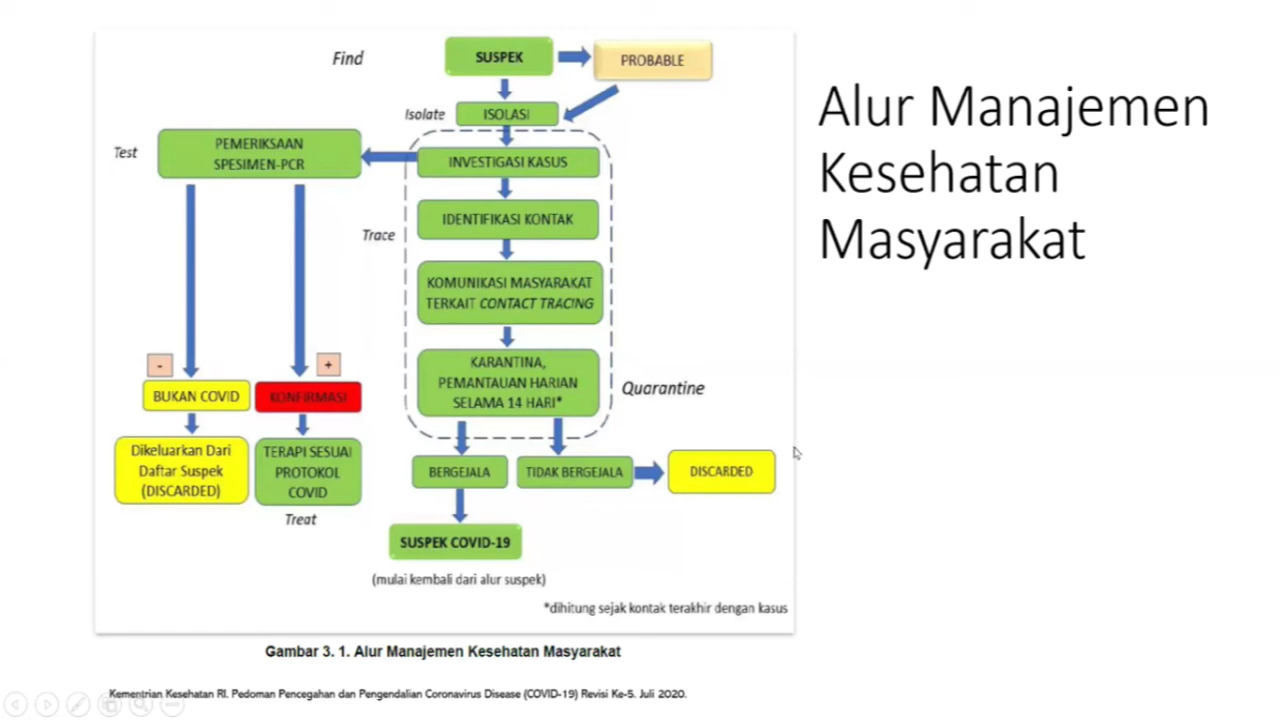 Alur Manajemen
Kesehatan
Masyarakat
Find
SUSPEK
PROBABLE
Isolate
ISOLASI
Test
PEMERIKSAAN
SPESIMEN-PCR
INVESTIGASI KASUS
IDENTIFIKASI KONTAK
Trace
KOMUNIKASI MASYARAKAT
TERKAIT CONTACT TRACING
KARANTINA,
PEMANTAUAN HARIAN
SELAMA 14 HARI*
Quarantine
-
+
BUKAN COVID
KONFIRMASI
Dikeluarkan Dari
Daftar Suspek
(DISCARDED)
TERAPI SESUAI
PROTOKOL
COVID
Treat
BERGEJALA
TIDAK BERGEJALA
DISCARDED
SUSPEK COVID-19
(mulai kembali dari alur suspek)
*dihitung sejak kontak terakhir dengan kasus
Gambar 3. 1. Alur Manajemen Kesehatan Masyarakat
Kementrian Kesehatan RI. Pedoman Pencegahan dan Pengendalian Coronavirus Disease (COVID-19) Revisi Ke-5. Juli 2020.